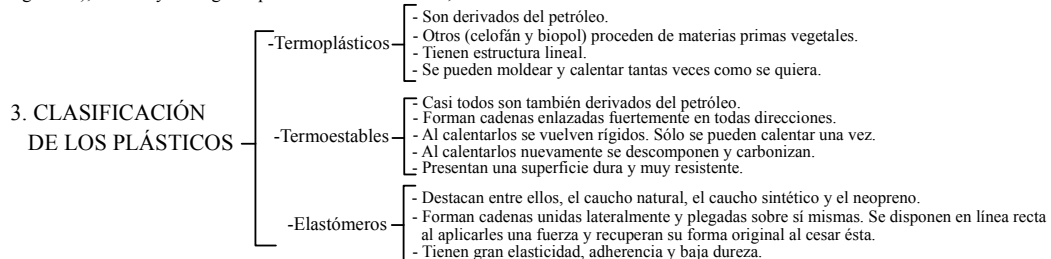 -Termoplásticos
- Son derivados del petróleo.
- Otros (celofán y biopol) proceden de materias primas vegetales.
- Tienen estructura lineal.
- Se pueden moldear y calentar tantas veces como se quiera.
3. CLASIFICACIÓN
DE LOS PLÁSTICOS
-Termoestables
- Casi todos son también derivados del petróleo.
- Forman cadenas enlazadas fuertemente en todas direcciones.
- Al calentarlos se vuelven rígidos. Sólo se pueden calentar una vez.
- Al calentarlos nuevamente se descomponen y carbonizan.
- Presentan una superficie dura y muy resistente.
-Elastómeros
- Destacan entre ellos, el caucho natural, el caucho sintético y el neopreno.
- Forman cadenas unidas lateralmente y plegadas sobre sí mismas. Se disponen en línea recta
al aplicarles una fuerza y recuperan su forma original al cesar ésta.
- Tienen gran elasticidad, adherencia y baja dureza.